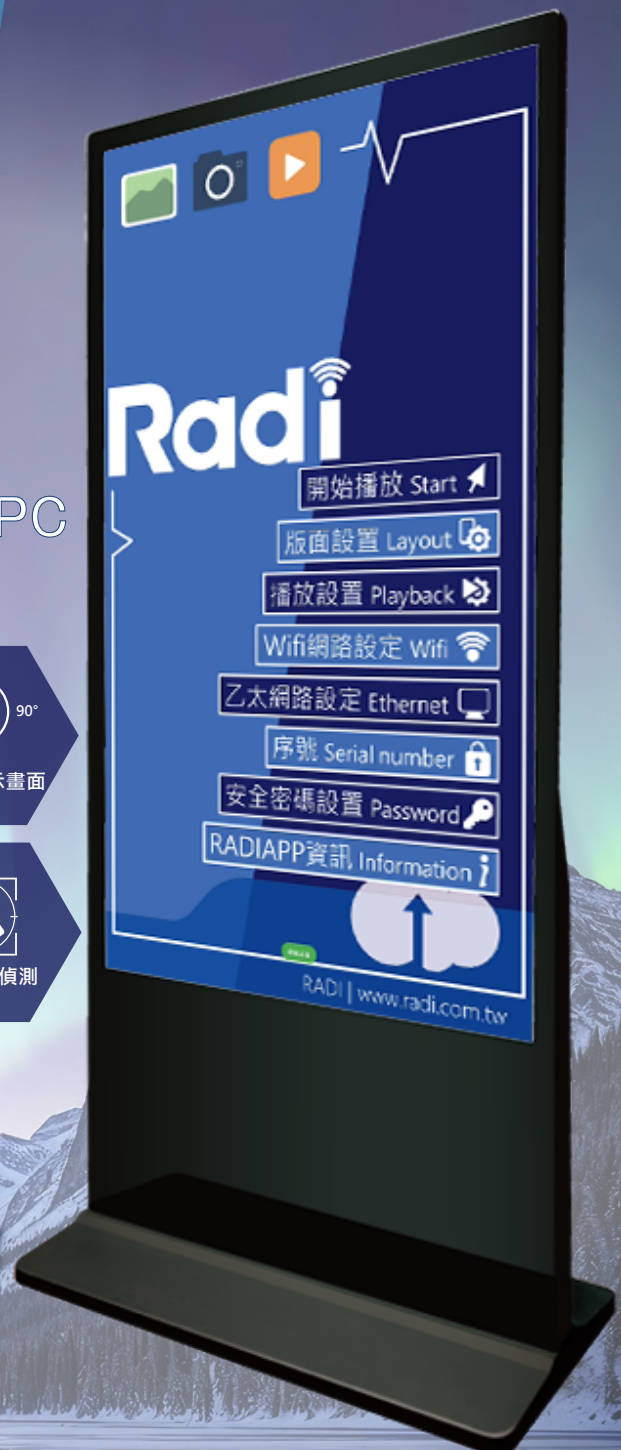 Radi
開始播放 Start
版面設置 Layout
播放設置 Playback
PC
Wifi網路設定 Wifi
乙太網路設定 Ethernet
90°
序號 Serial number
示畫面
安全密碼設置 Password
RADIAPP資訊 Information
偵測
RADI | www.radi.com.tw